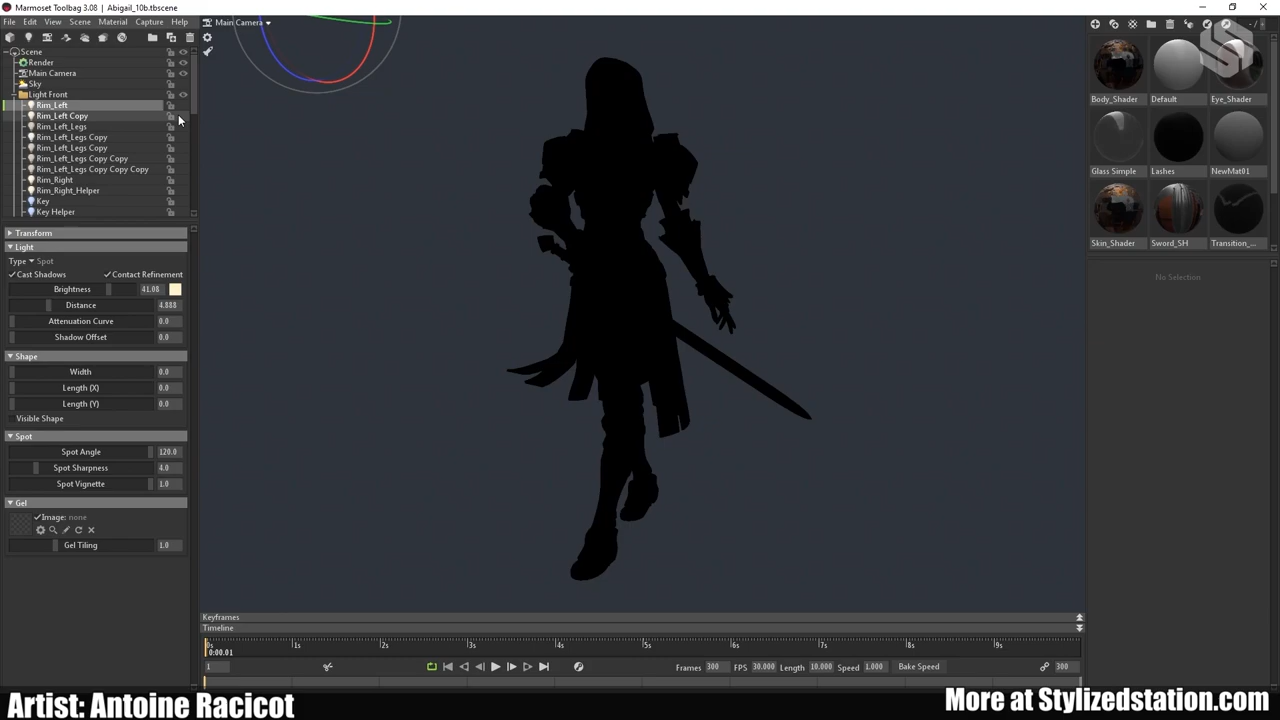 Marmoset Toolbag 3.08 | Abigail_10b.tbscene
File Edit View Scene Material Capture Help
Main Camera
Scene
Render
Main Camera
Sky
Light Front
Rim_Left
Rim_Left Copy
Rim_Left_Legs
Rim_Left_Legs Copy
Rim_Left_Legs Copy
Rim_Left_Legs Copy Copy
Rim_Left_Legs Copy Copy Copy
Rim_Right
Rim_Right_Helper
Key
Key Helper
Transform
Light
Type Spot
Cast Shadows Contact Refinement
Brightness 41.08
Distance 4.888
Attenuation Curve 0.0
Shadow Offset 0.0
Shape
Width 0.0
Length (X) 0.0
Length (Y) 0.0
Visible Shape
Spot
Spot Angle 120.0
Spot Sharpness 4.0
Spot Vignette 1.0
Gel
Image: none
Gel Tiling 1.0
Body_Shader Default Eye_Shader
Glass Simple Lashes NewMat01
Skin_Shader Sword_SH Transition_...
No Selection
Keyframes
Timeline
0s 1s 2s 3s 4s 5s 6s 7s 8s 9s
0:00.01
1 Frames 300 FPS 30.000 Length 10.000 Speed 1.000 Bake Speed 300
Artist: Antoine Racicot
More at Stylizedstation.com